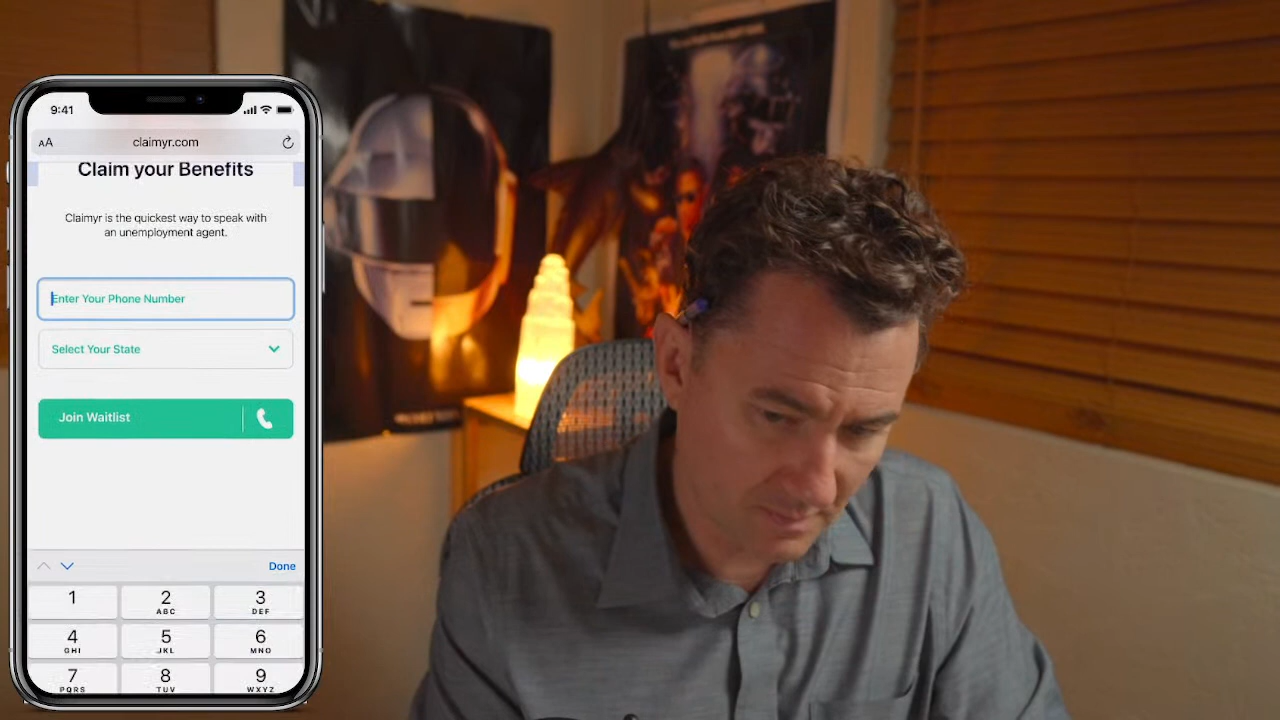 9:41
AA
claimyr.com
Claim your Benefits
Claimyr is the quickest way to speak with
an unemployment agent.
Enter Your Phone Number
Select Your State
Join Waitlist
Done
1
2
ABC
3
DEF
4
GHI
5
JKL
6
MNO
7
PQRS
8
TUV
9
WXYZ